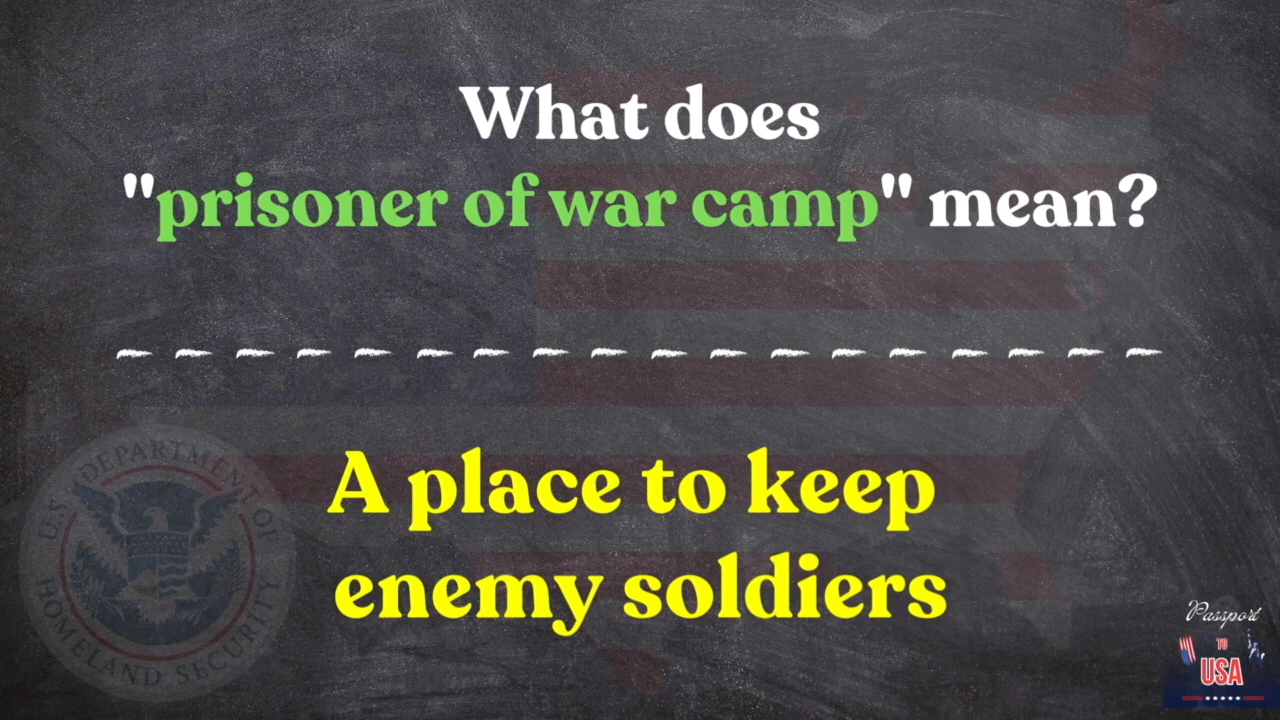 What does
"prisoner of war camp" mean?
A place to keep
enemy soldiers
U.S. DEPARTMENT OF
HOMELAND SECURITY
Passport
TO
USA